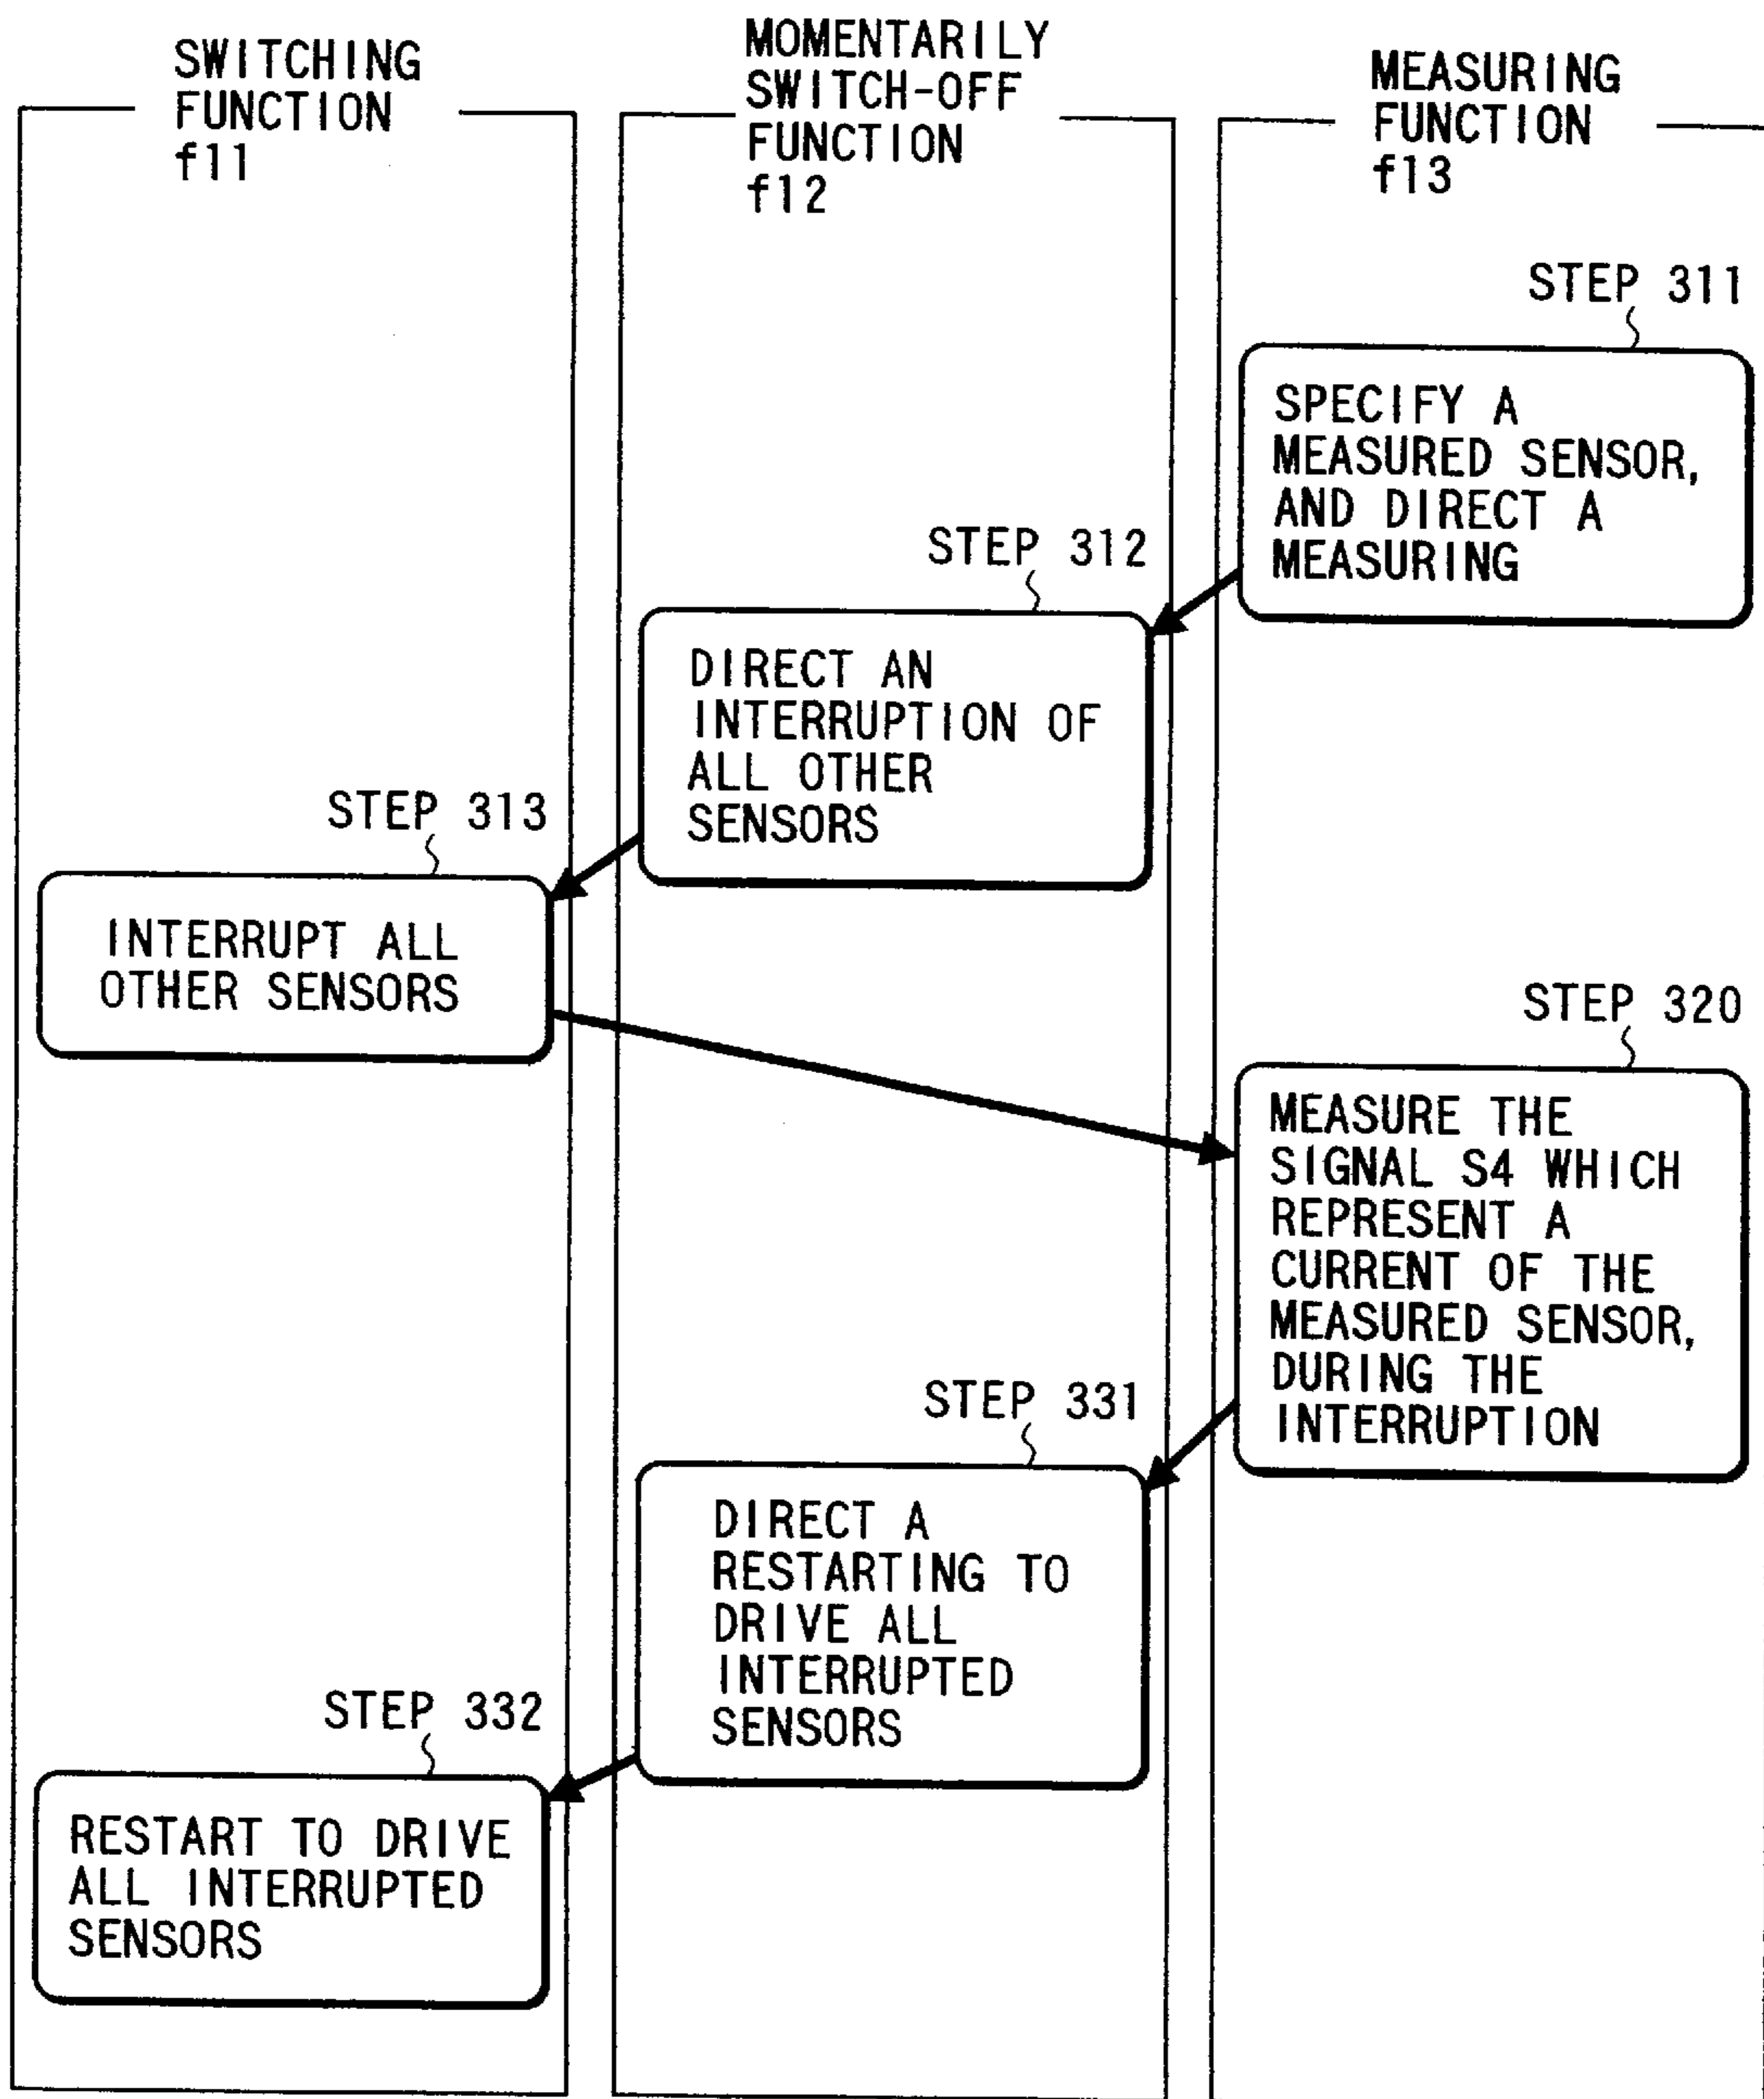 SWITCHING
FUNCTION
f11
MOMENTARILY
SWITCH-OFF
FUNCTION
f12
MEASURING
FUNCTION
f13
STEP 311
SPECIFY A
MEASURED SENSOR,
AND DIRECT A
MEASURING
STEP 312
DIRECT AN
INTERRUPTION OF
ALL OTHER
SENSORS
STEP 313
INTERRUPT ALL
OTHER SENSORS
STEP 320
MEASURE THE
SIGNAL S4 WHICH
REPRESENT A
CURRENT OF THE
MEASURED SENSOR,
DURING THE
INTERRUPTION
STEP 331
DIRECT A
RESTARTING TO
DRIVE ALL
INTERRUPTED
SENSORS
STEP 332
RESTART TO DRIVE
ALL INTERRUPTED
SENSORS